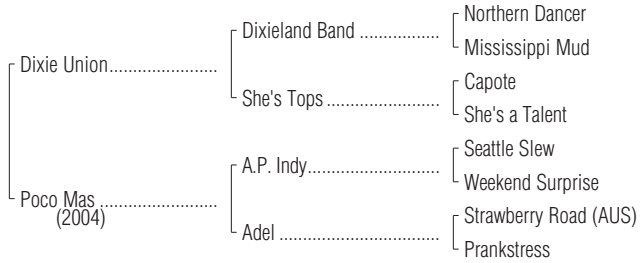 Northern Dancer
Dixieland Band ..................
Mississippi Mud
Dixie Union........................
Capote
She's Tops .........................
She's a Talent
Seattle Slew
A.P. Indy.............................
Weekend Surprise
Poco Mas ..........................
(2004)
Strawberry Road (AUS)
Adel ...................................
Prankstress